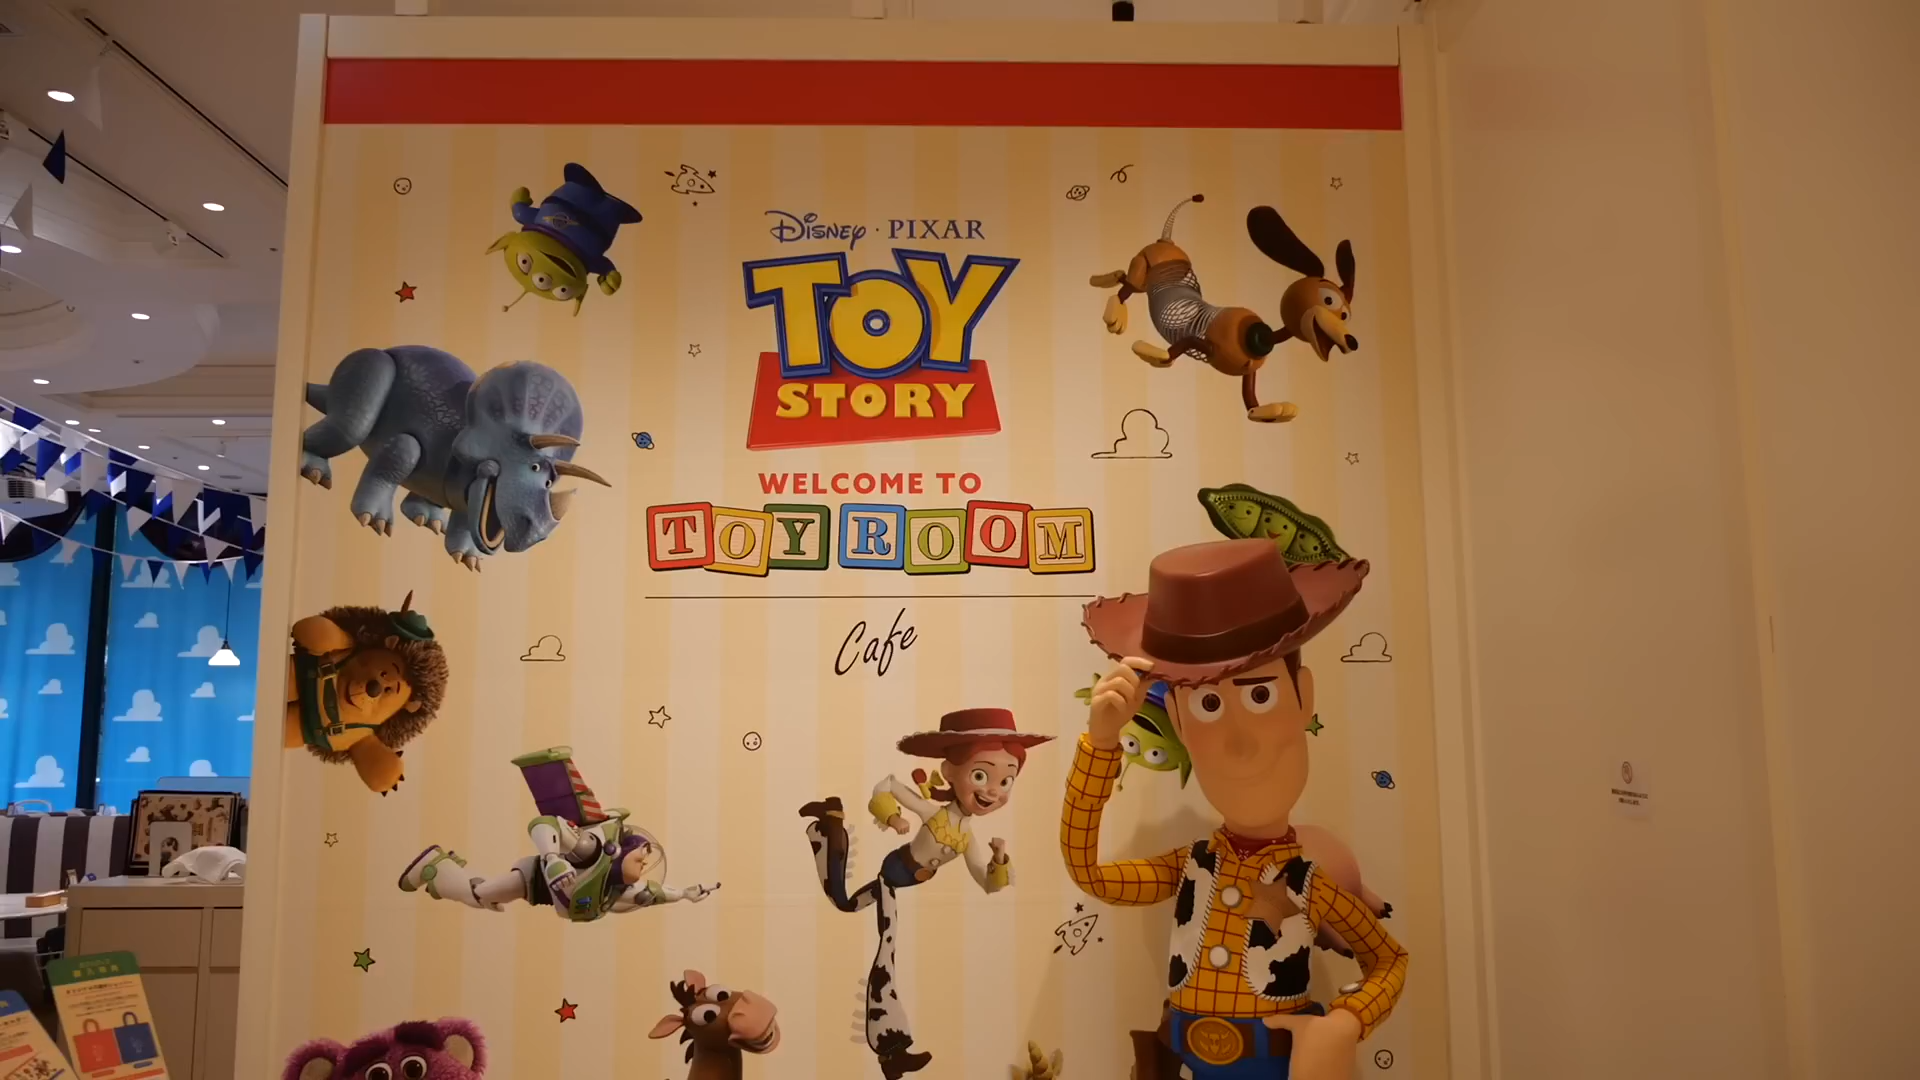 Disney · PIXAR
TOY
STORY
WELCOME TO
TOY ROOM
Cafe